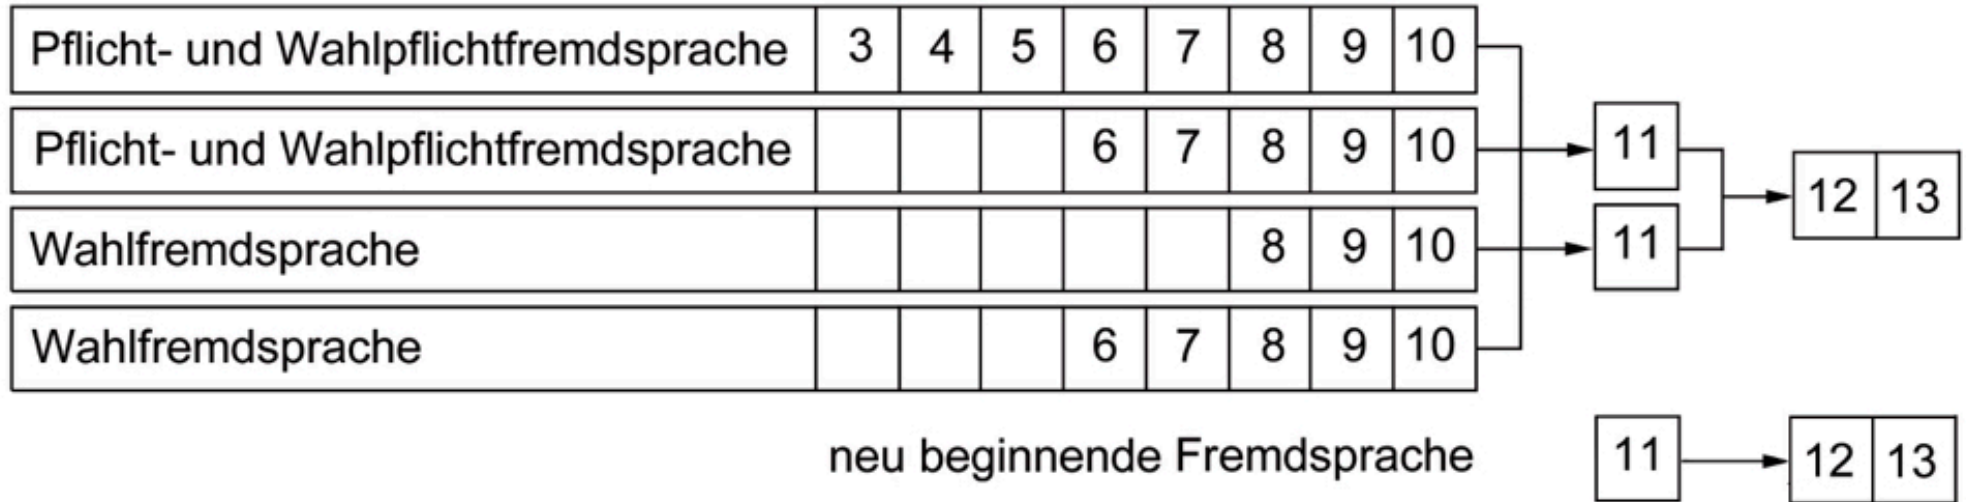 Pflicht- und Wahlpflichtfremdsprache 3 4 5 6 7 8 9 10
Pflicht- und Wahlpflichtfremdsprache 6 7 8 9 10 11
12 13
Wahlfremdsprache 8 9 10 11
Wahlfremdsprache 6 7 8 9 10
neu beginnende Fremdsprache 11 12 13